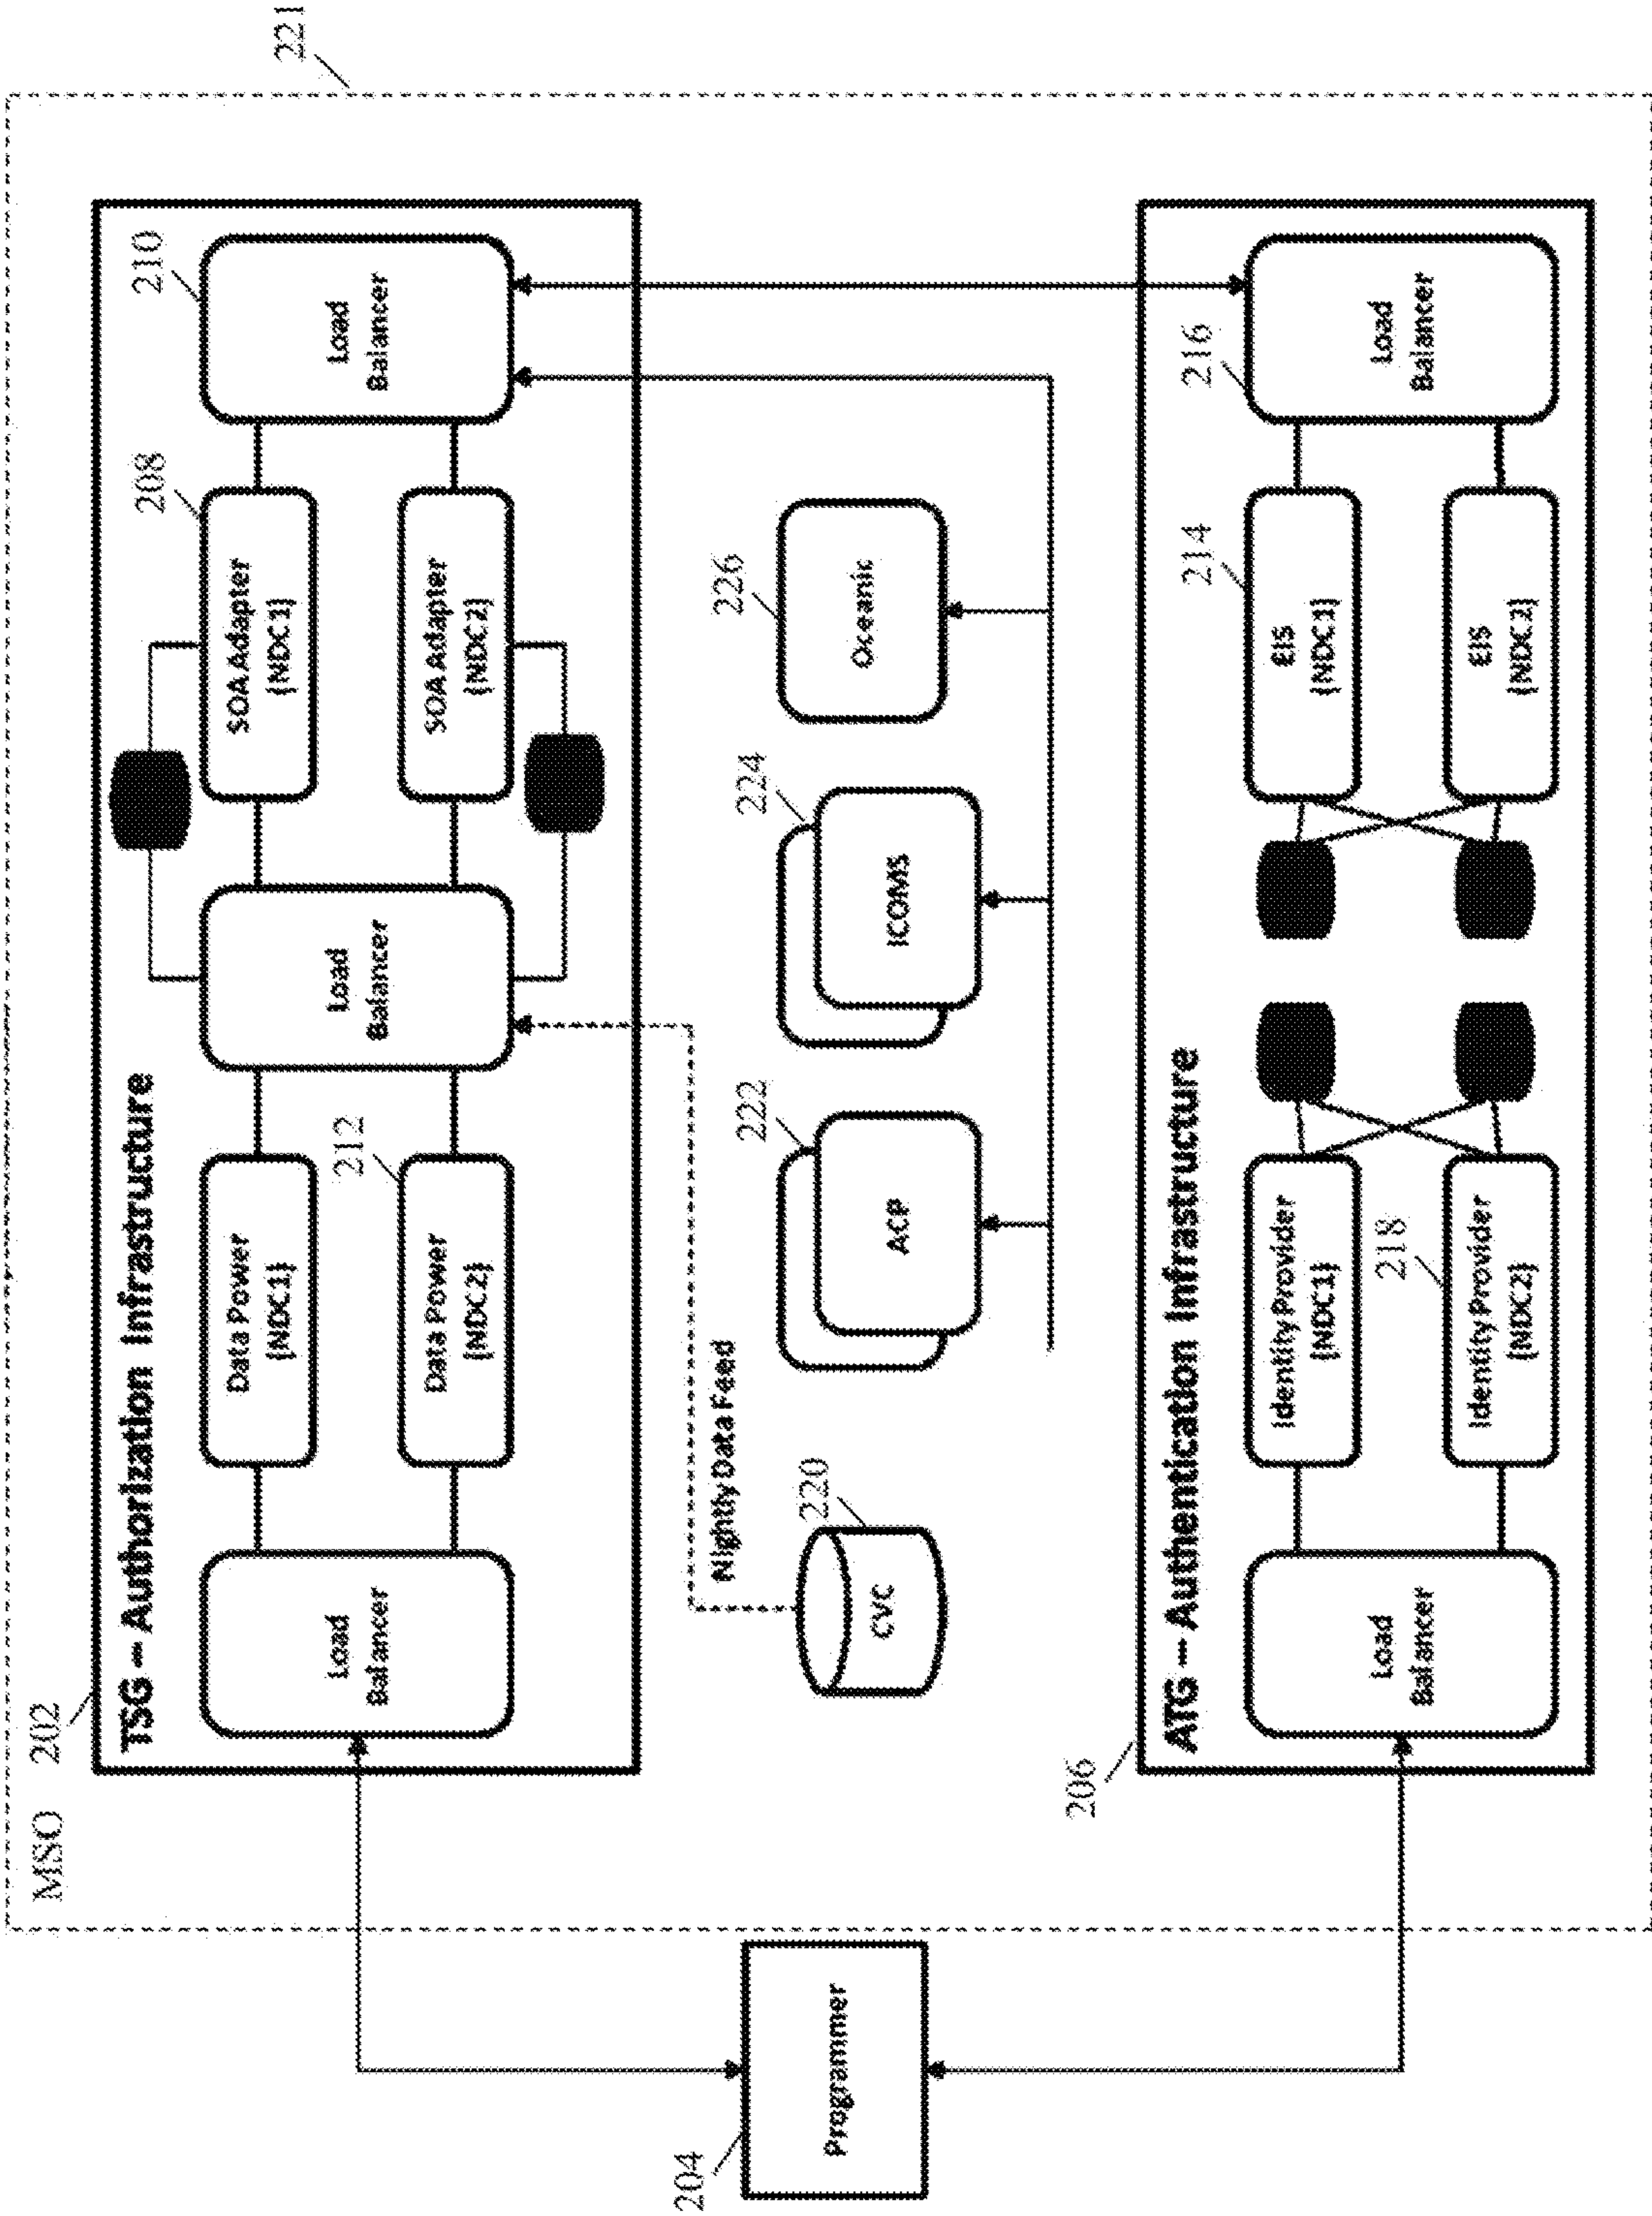 221
MSO
202
TSG – Authorization Infrastructure
210
208
Load
Balancer
Data Power
(NDC1)
212
Data Power
(NDC2)
Load
Balancer
SOA Adapter
(NDC1)
SOA Adapter
(NDC2)
Load
Balancer
Nightly Data Feed
204
Programmer
220
CVC
222
ACP
224
ICOMS
226
Oceanic
206
ATG – Authentication Infrastructure
214
216
Load
Balancer
Identity Provider
(NDC1)
218
Identity Provider
(NDC2)
EIS
(NDC1)
EIS
(NDC2)
Load
Balancer